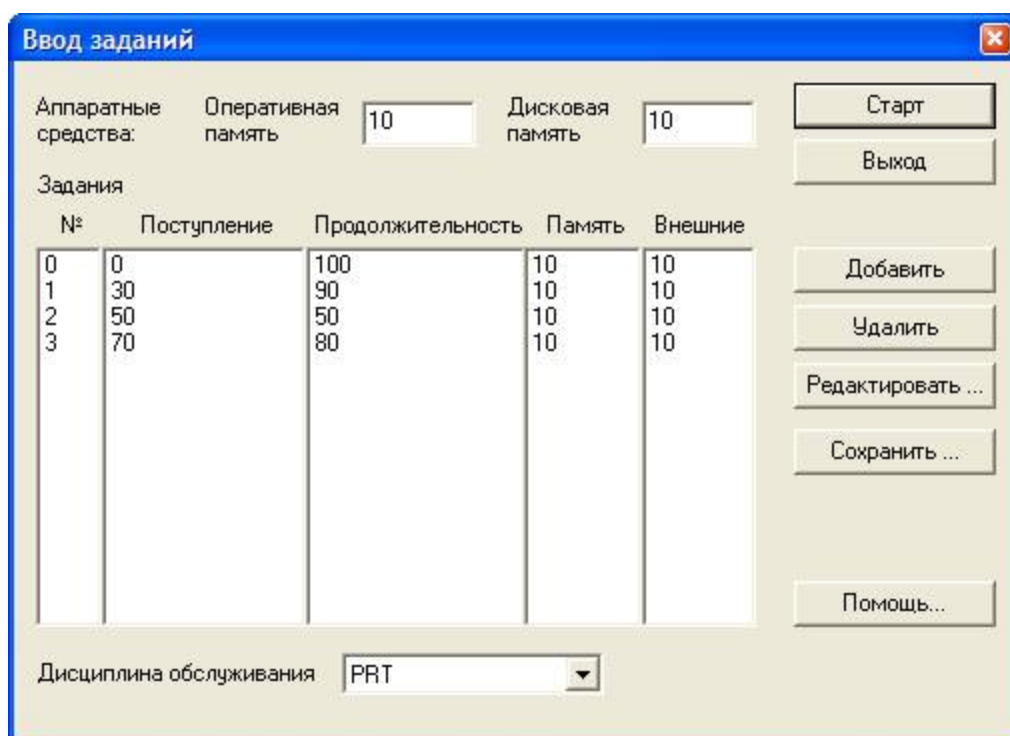 Ввод заданий
Аппаратные средства:
Оперативная память
10
Дисковая память
10
Старт
Выход
Задания
№ Поступление Продолжительность Память Внешние
0 0 100 10 10
1 30 90 10 10
2 50 50 10 10
3 70 80 10 10
Добавить
Удалить
Редактировать ...
Сохранить ...
Помощь...
Дисциплина обслуживания PRT